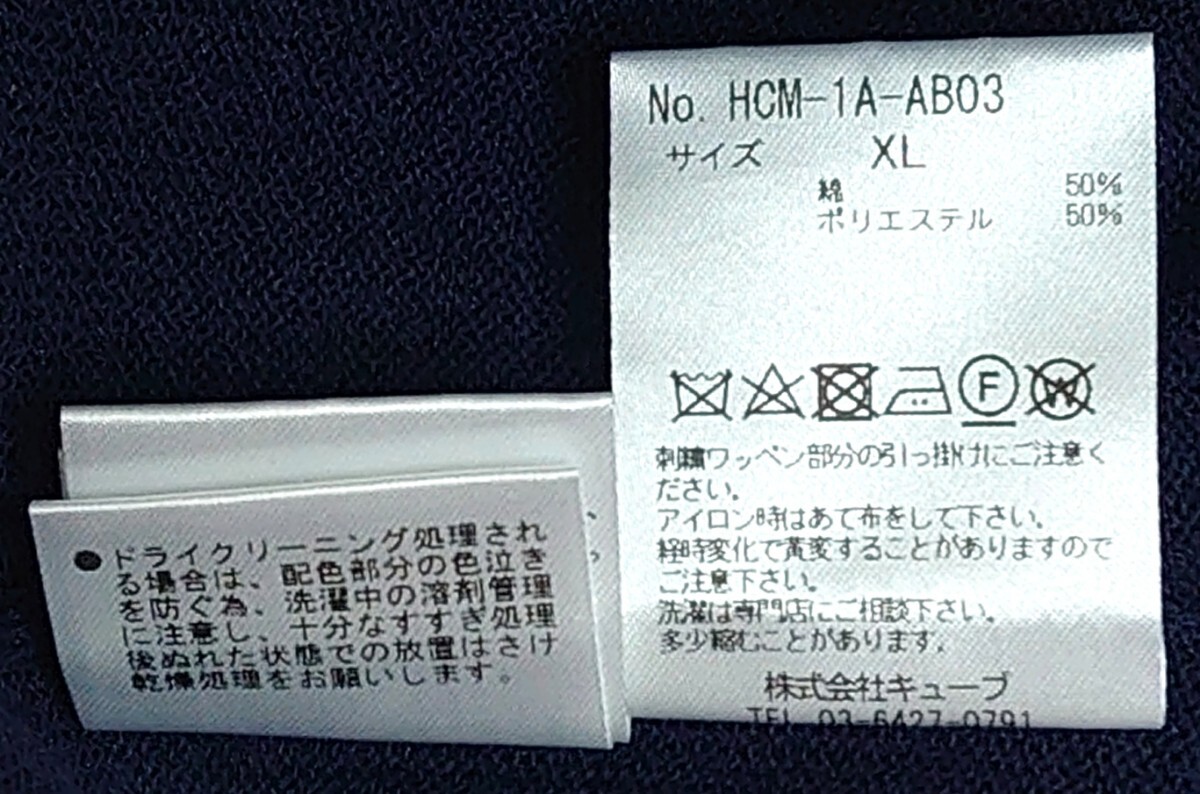 No. HCM-1A-AB03
サイズ XL
綿 50%
ポリエステル 50%
F
W
刺繍ワッペン部分の引っ掛けにご注意く
ださい。
アイロン時はあて布をして下さい。
経時変化で黄変することがありますので
ご注意下さい。
洗濯は専門店にご相談下さい。
多少縮むことがあります。
株式会社キューブ
TEL 03-6427-0791
●ドライクリーニング処理され
る場合は、配色部分の色泣き
を防ぐ為、洗濯中の溶剤管理
に注意し、十分なすすぎ処理
後ぬれた状態での放置はさけ
乾燥処理をお願いします。